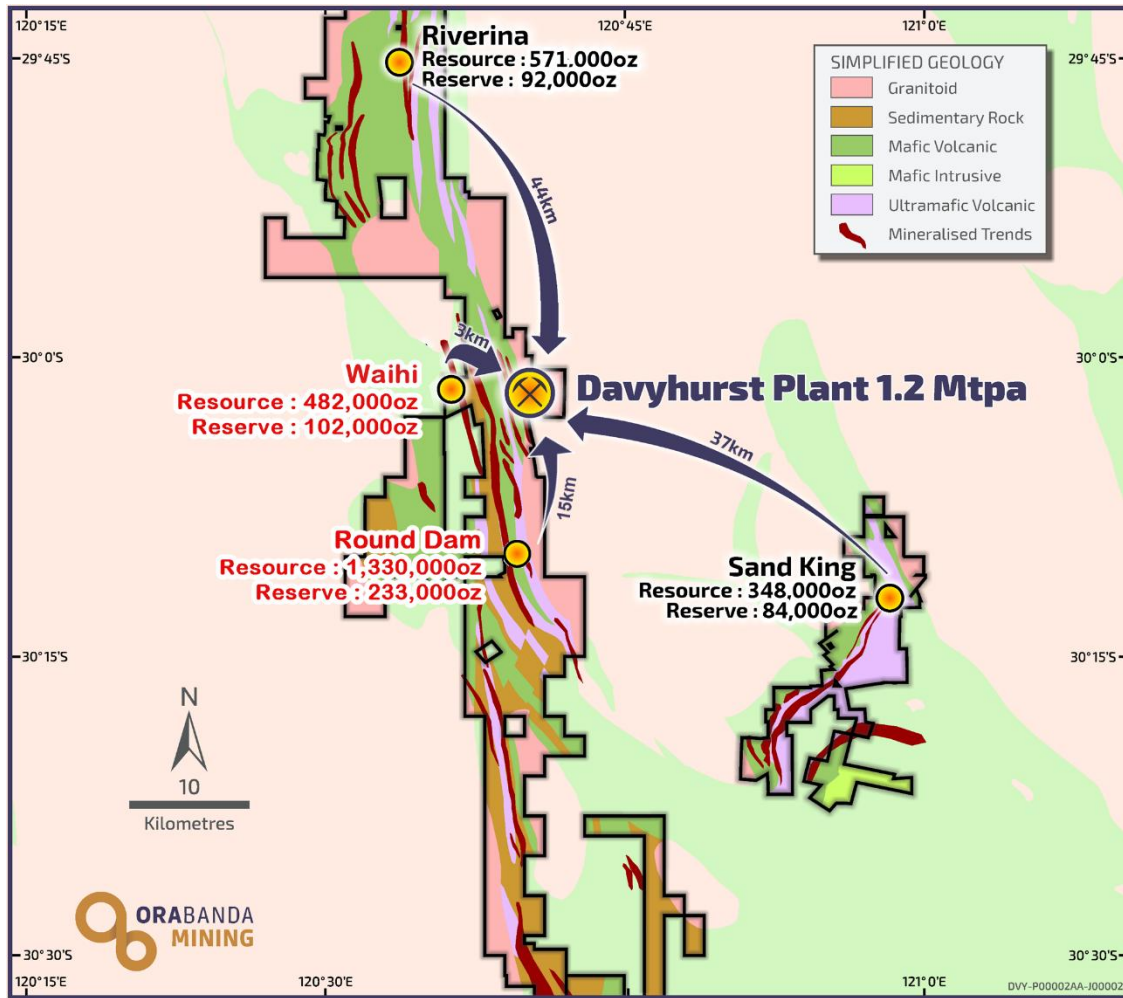 120°15'E
120°45'E
121°0'E
29°45'S
29°45'S
Riverina
Resource : 571,000oz
Reserve : 92,000oz
SIMPLIFIED GEOLOGY
Granitoid
Sedimentary Rock
Mafic Volcanic
Mafic Intrusive
Ultramafic Volcanic
Mineralised Trends
44km
30°0'S
30°0'S
3km
Waihi
Resource : 482,000oz
Reserve : 102,000oz
Davyhurst Plant 1.2 Mtpa
37km
15km
Round Dam
Resource : 1,330,000oz
Reserve : 233,000oz
Sand King
Resource : 348,000oz
Reserve : 84,000oz
30°15'S
30°15'S
N
10
Kilometres
ORABANDA
MINING
30°30'S
30°30'S
120°15'E
120°30'E
121°0'E
DVY-P00002AA-J00002